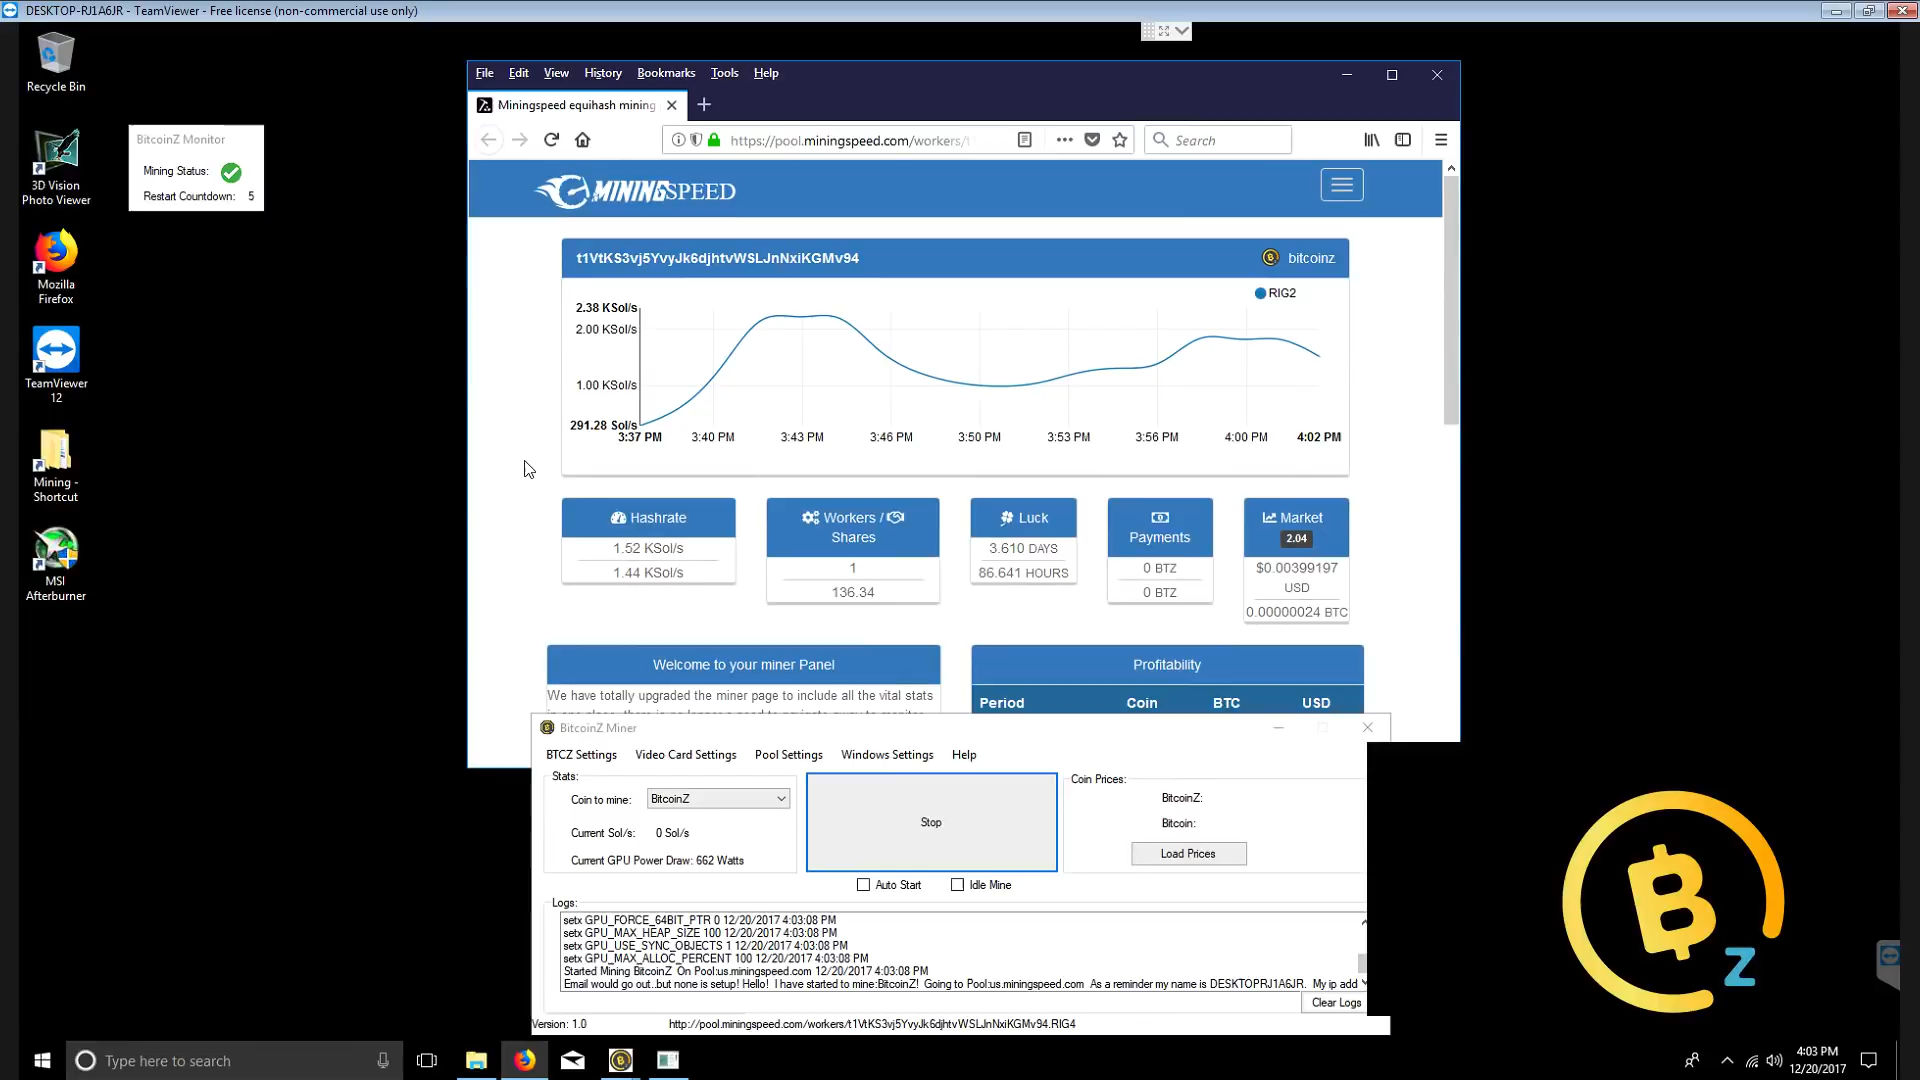 DESKTOP-RJ1A6JR - TeamViewer - Free license (non-commercial use only)
Recycle Bin
3D Vision
Photo Viewer
Mozilla
Firefox
TeamViewer
12
Mining -
Shortcut
MSI
Afterburner
BitcoinZ Monitor
Mining Status:
Restart Countdown: 5
File Edit View History Bookmarks Tools Help
Miningspeed equihash mining
https://pool.miningspeed.com/workers/t
Search
MININGSPEED
t1VtKS3vj5YvyJk6djhtvWSLJnNxiKGMv94
bitcoinz
RIG2
2.38 KSol/s
2.00 KSol/s
1.00 KSol/s
291.28 Sol/s
3:37 PM 3:40 PM 3:43 PM 3:46 PM 3:50 PM 3:53 PM 3:56 PM 4:00 PM 4:02 PM
Hashrate
1.52 KSol/s
1.44 KSol/s
Workers /
Shares
1
136.34
Luck
3.610 DAYS
86.641 HOURS
Payments
0 BTZ
0 BTZ
Market
2.04
$0.00399197
USD
0.00000024 BTC
Welcome to your miner Panel
We have totally upgraded the miner page to include all the vital stats
Profitability
Period Coin BTC USD
BitcoinZ Miner
BTCZ Settings Video Card Settings Pool Settings Windows Settings Help
Stats:
Coin to mine: BitcoinZ
Current Sol/s: 0 Sol/s
Current GPU Power Draw: 662 Watts
Stop
Auto Start Idle Mine
Coin Prices:
BitcoinZ:
Bitcoin:
Load Prices
Logs:
setx GPU_FORCE_64BIT_PTR 0 12/20/2017 4:03:08 PM
setx GPU_MAX_HEAP_SIZE 100 12/20/2017 4:03:08 PM
setx GPU_USE_SYNC_OBJECTS 1 12/20/2017 4:03:08 PM
setx GPU_MAX_ALLOC_PERCENT 100 12/20/2017 4:03:08 PM
Started Mining BitcoinZ On Pool:us.miningspeed.com 12/20/2017 4:03:08 PM
Email would go out..but none is setup! Hello! I have started to mine:BitcoinZ! Going to Pool:us.miningspeed.com As a reminder my name is DESKTOPRJ1A6JR. My ip add
Clear Logs
Version: 1.0
http://pool.miningspeed.com/workers/t1VtKS3vj5YvyJk6djhtvWSLJnNxiKGMv94.RIG4
B
Z
Type here to search
4:03 PM
12/20/2017